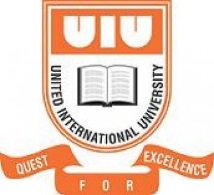 UIU
UNITED INTERNATIONAL UNIVERSITY
QUEST
FOR
EXCELLENCE